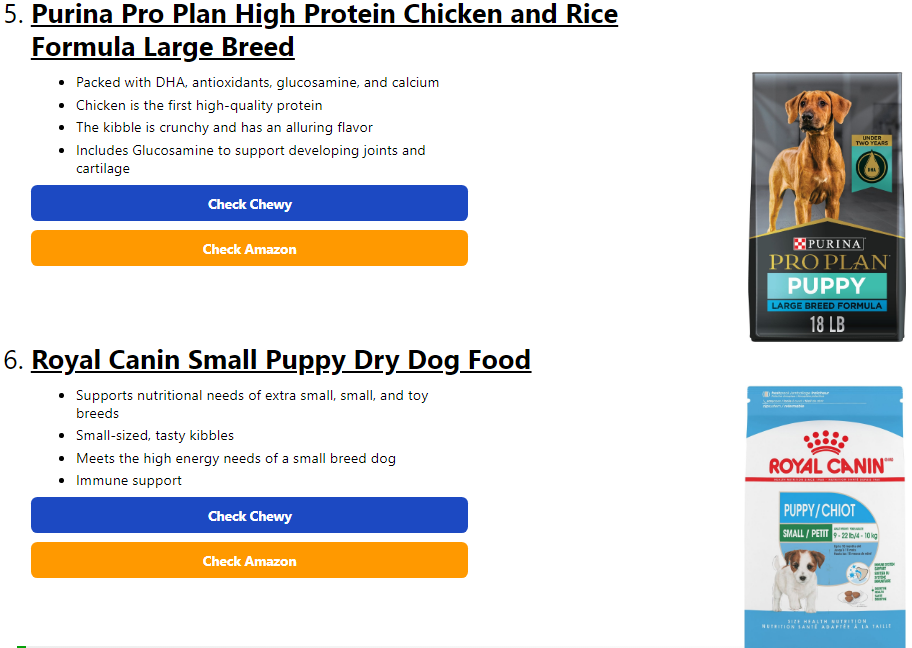 5. Purina Pro Plan High Protein Chicken and Rice
Formula Large Breed
Packed with DHA, antioxidants, glucosamine, and calcium
Chicken is the first high-quality protein
The kibble is crunchy and has an alluring flavor
Includes Glucosamine to support developing joints and
cartilage
Check Chewy
Check Amazon
UNDER
TWO YEARS
PURINA
PRO PLAN
PUPPY
LARGE BREED FORMULA
18 LB
6. Royal Canin Small Puppy Dry Dog Food
Supports nutritional needs of extra small, small, and toy
breeds
Small-sized, tasty kibbles
Meets the high energy needs of a small breed dog
Immune support
Check Chewy
Check Amazon
ROYAL CANIN
PUPPY/CHIOT
SMALL / PETIT
9 - 22 lb/4 - 10 kg
SIZE HEALTH NUTRITION
NUTRITION SANTÉ ADAPTÉE À LA TAILLE